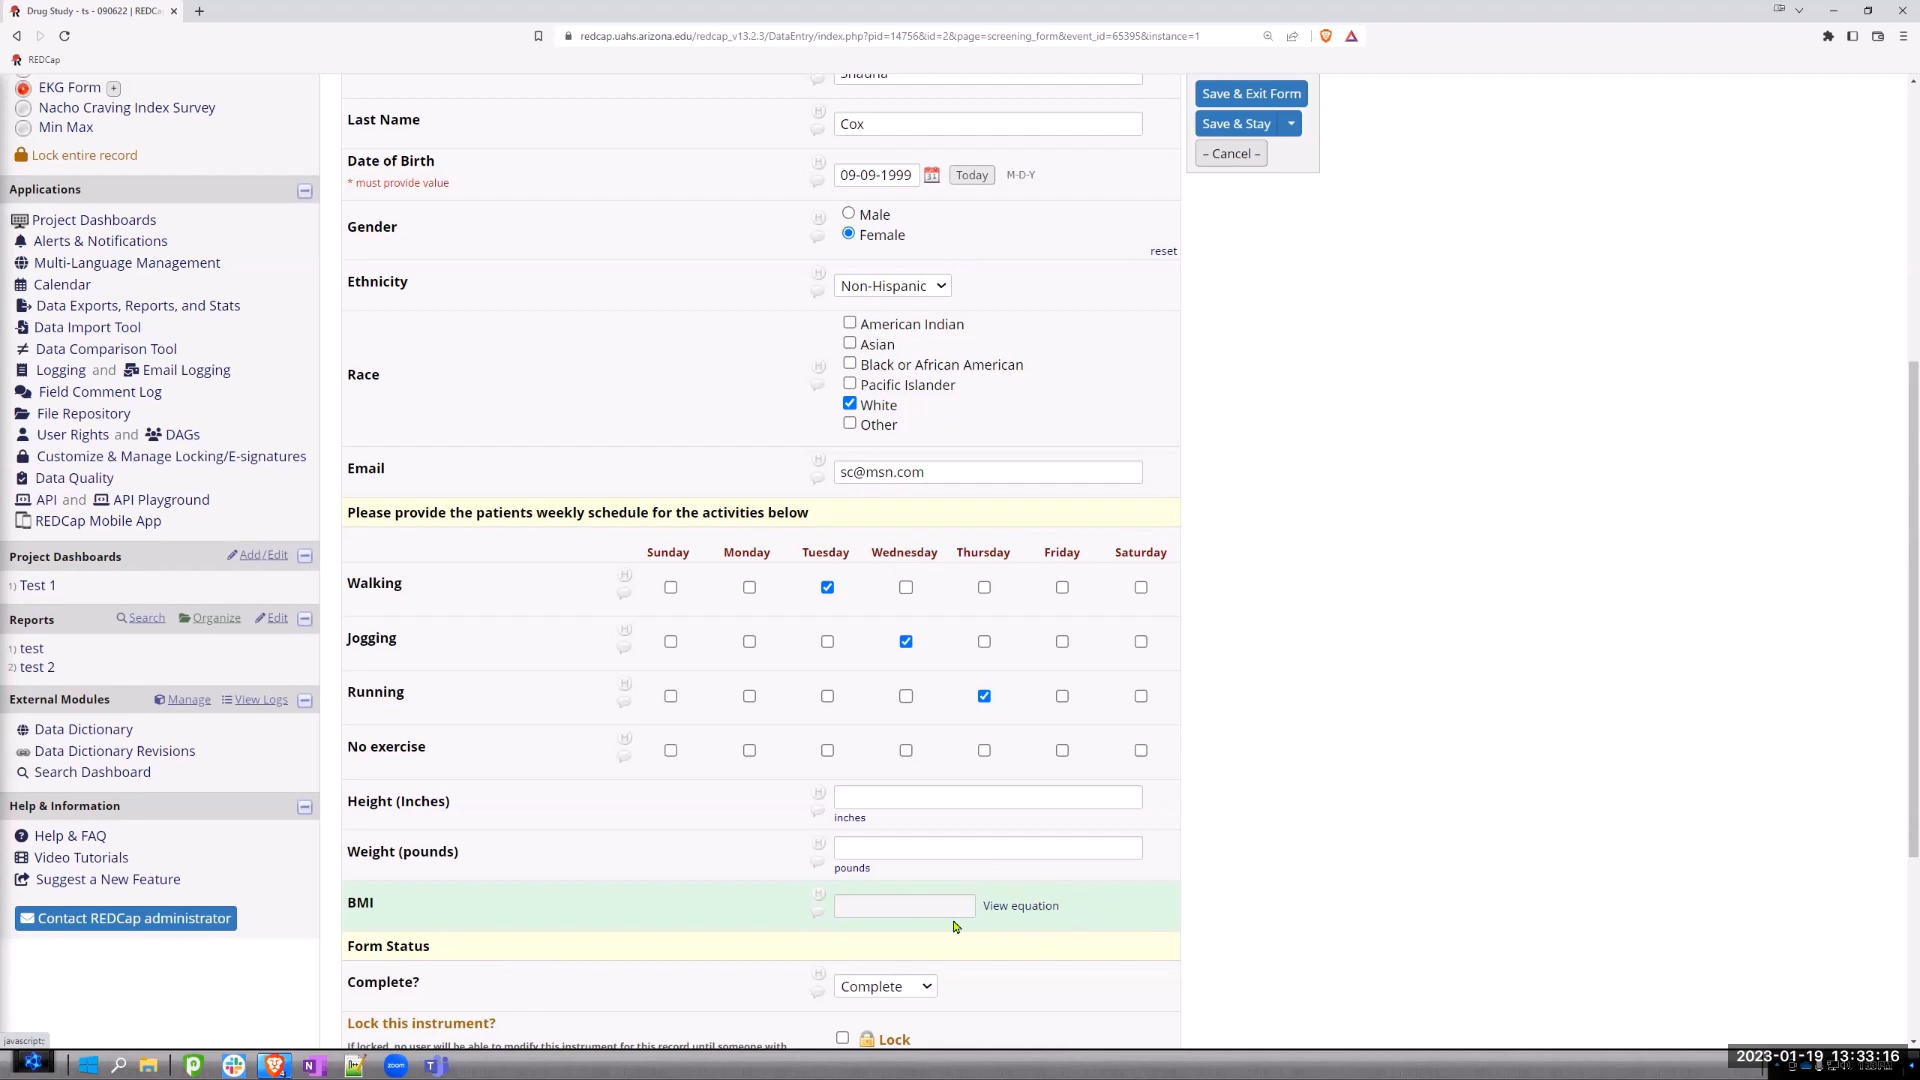 Drug Study - ts - 090622 | REDC
redcap.uahs.arizona.edu/redcap_v13.2.3/DataEntry/index.php?pid=14756&id=2&page=screening_form&event_id=65395&instance=1
REDCap
EKG Form +
Nacho Craving Index Survey
Min Max
Lock entire record
Applications
Project Dashboards
Alerts & Notifications
Multi-Language Management
Calendar
Data Exports, Reports, and Stats
Data Import Tool
Data Comparison Tool
Logging and Email Logging
Field Comment Log
File Repository
User Rights and DAGs
Customize & Manage Locking/E-signatures
Data Quality
API and API Playground
REDCap Mobile App
Project Dashboards Add/Edit
1) Test 1
Reports Search Organize Edit
1) test
2) test 2
External Modules Manage View Logs
Data Dictionary
Data Dictionary Revisions
Search Dashboard
Help & Information
Help & FAQ
Video Tutorials
Suggest a New Feature
Contact REDCap administrator
javascript:
Shauna
Last Name Cox
Date of Birth
* must provide value
09-09-1999 31 Today M-D-Y
Gender
Male
Female
reset
Ethnicity Non-Hispanic
Race
American Indian
Asian
Black or African American
Pacific Islander
White
Other
Email sc@msn.com
Please provide the patients weekly schedule for the activities below
Sunday Monday Tuesday Wednesday Thursday Friday Saturday
Walking
Jogging
Running
No exercise
Height (Inches)
inches
Weight (pounds)
pounds
BMI View equation
Form Status
Complete? Complete
Lock this instrument?
If locked, no user will be able to modify this instrument for this record until someone with
Lock
Save & Exit Form
Save & Stay
– Cancel –
zoom
2023-01-19 13:33:16